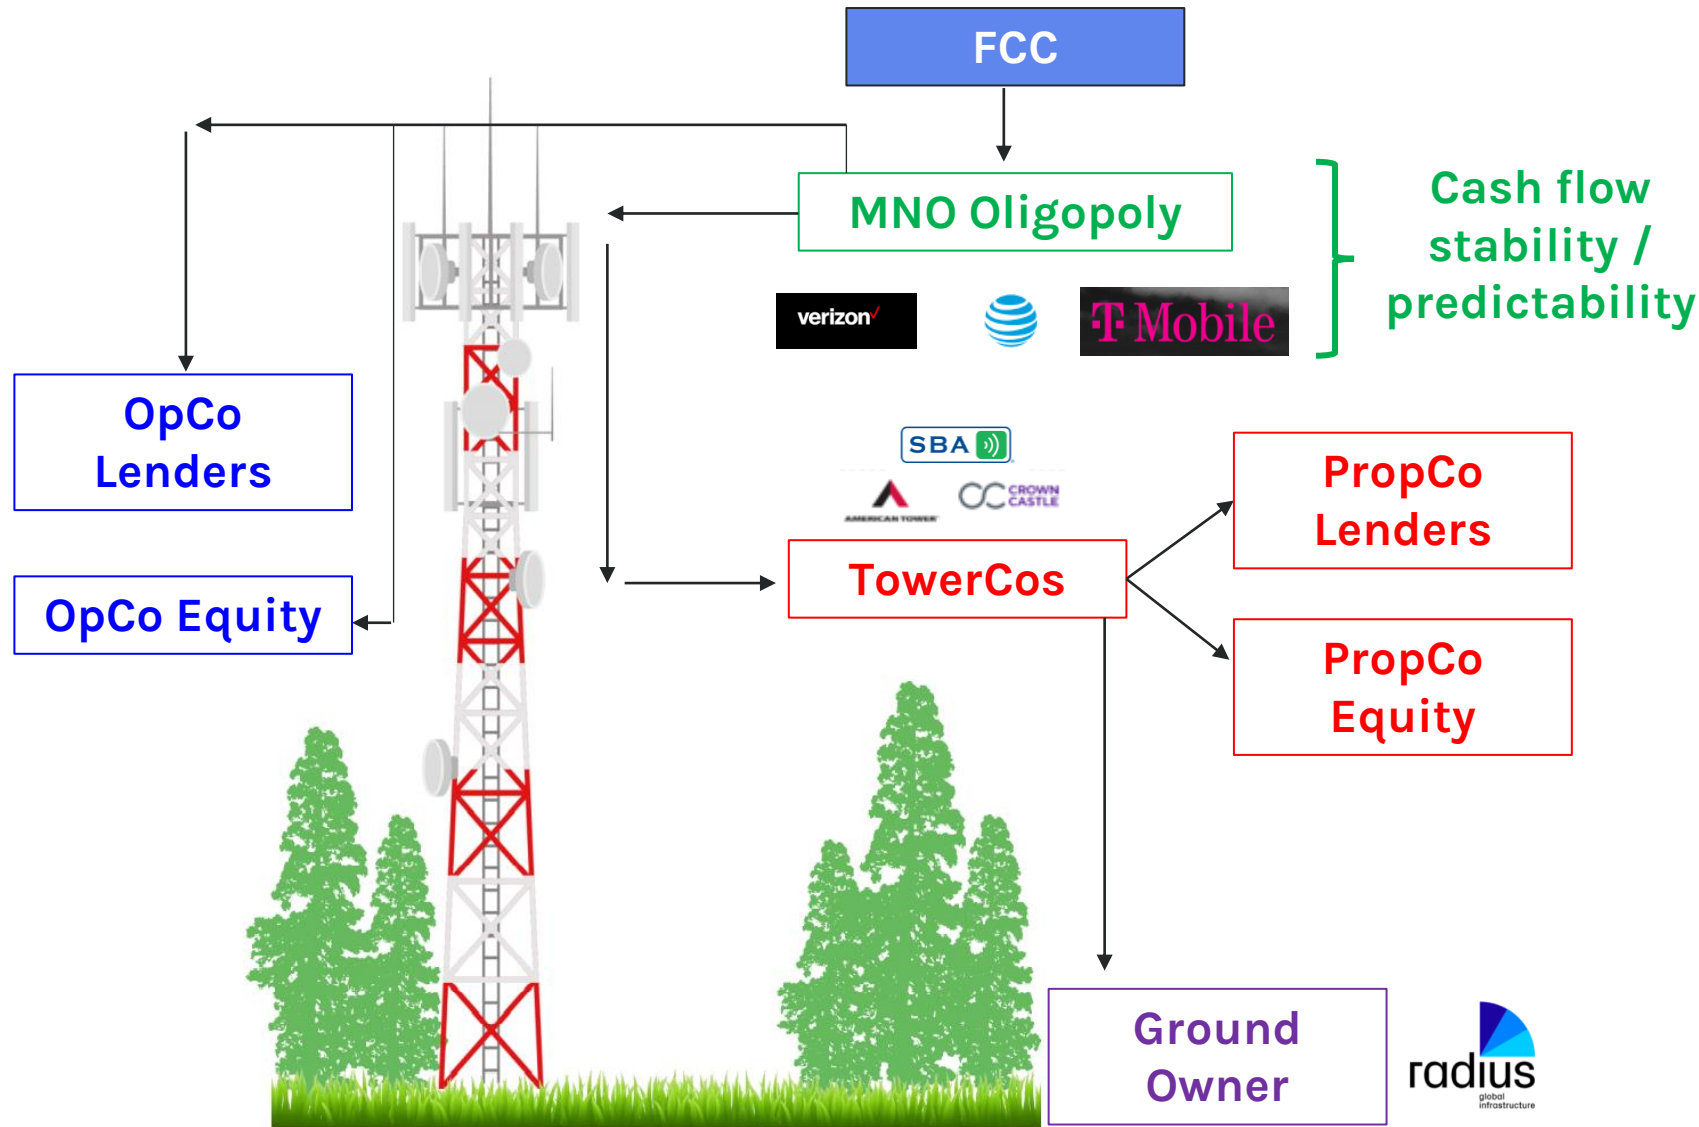 FCC
MNO Oligopoly
Cash flow
stability /
predictability
verizon
T Mobile
OpCo
Lenders
SBA
AMERICAN TOWER
CROWN
CASTLE
PropCo
Lenders
TowerCos
OpCo Equity
PropCo
Equity
Ground
Owner
radius
global
infrastructure